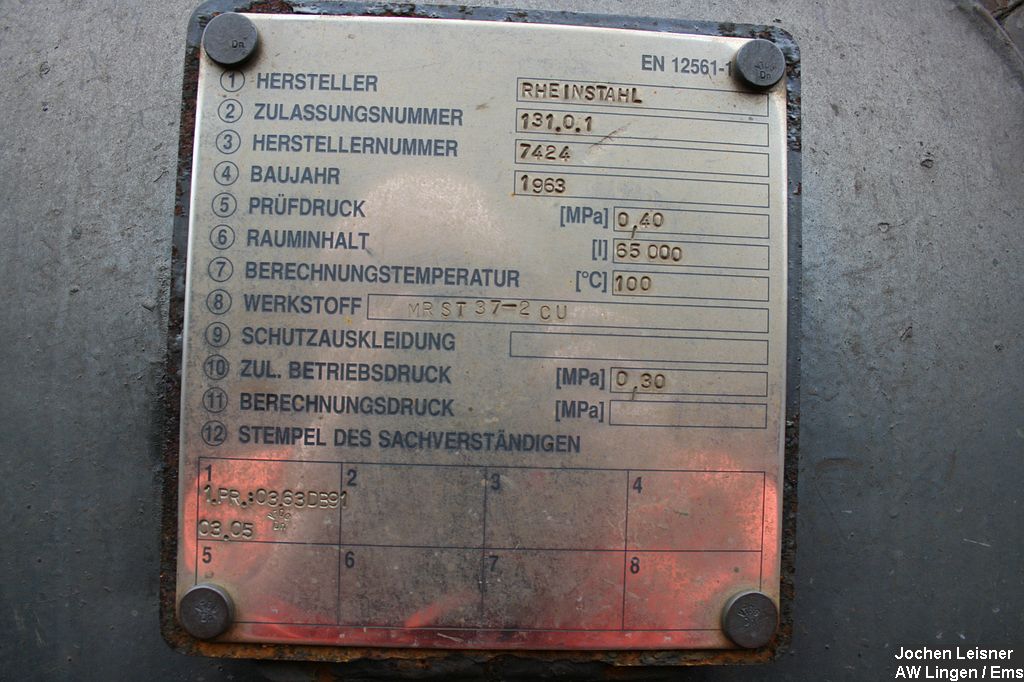 EN 12561-1
1 HERSTELLER RHEINSTAHL
2 ZULASSUNGSNUMMER 131.0.1
3 HERSTELLERNUMMER 7424
4 BAUJAHR 1963
5 PRÜFDRUCK [MPa] 0,40
6 RAUMINHALT [l] 65 000
7 BERECHNUNGSTEMPERATUR [°C] 100
8 WERKSTOFF MR ST 37-2 CU
9 SCHUTZAUSKLEIDUNG
10 ZUL. BETRIEBSDRUCK [MPa] 0,30
11 BERECHNUNGSDRUCK [MPa]
12 STEMPEL DES SACHVERSTÄNDIGEN
1 2 3 4
1.PR.:03.63DB91
03.05
5 6 7 8
Jochen Leisner
AW Lingen / Ems